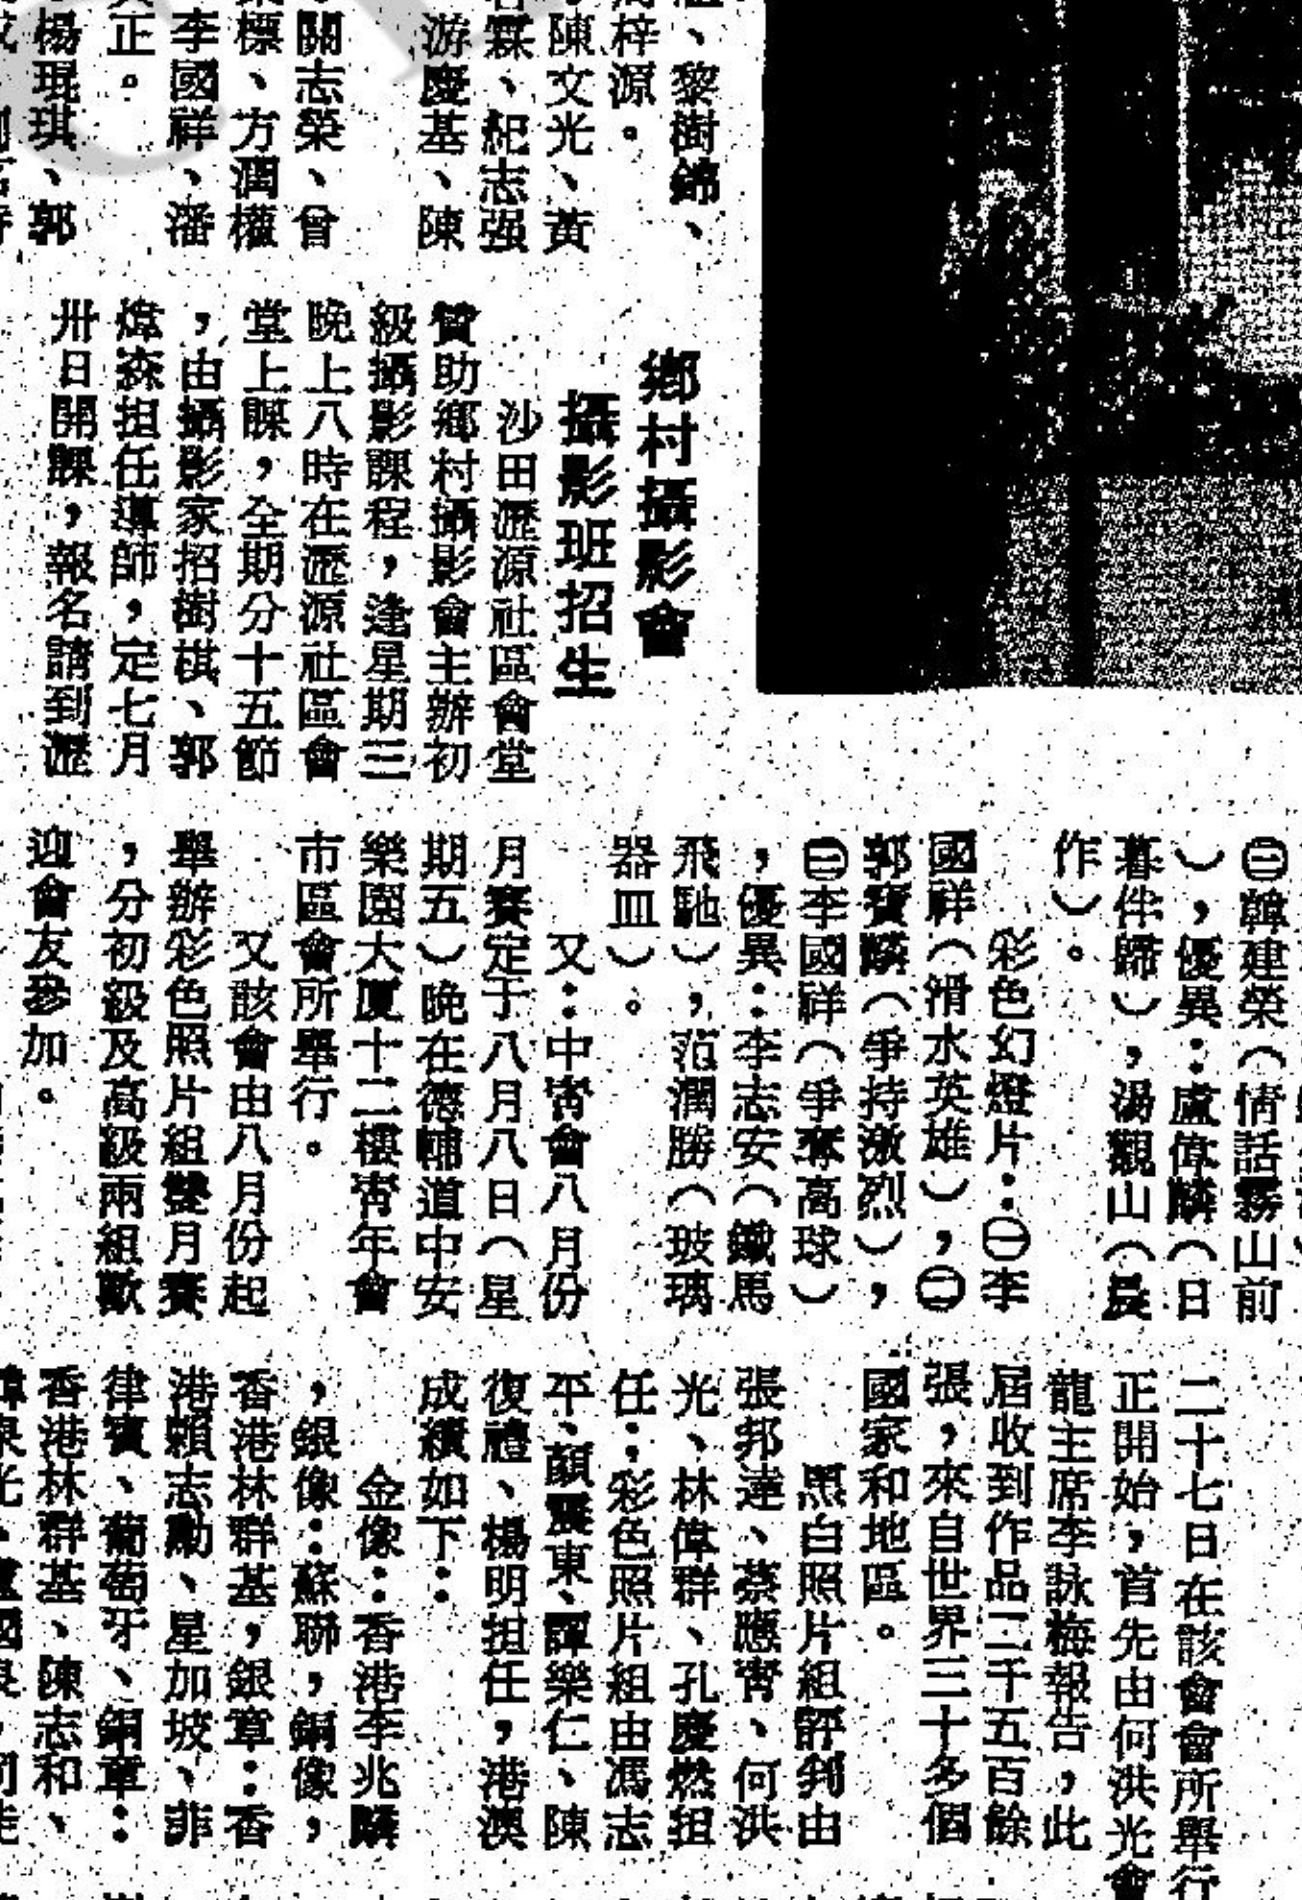 、黎樹錦、
梓源。
陳文光、黃
霖、紀志强
游慶基、陳
關志榮、曾
標、方潤權
李國祥、潘
正。
楊琨琪、郭
鄉村攝影會
攝影班招生
沙田瀝源社區會堂
贊助鄉村攝影會主辦初
級攝影課程，逢星期三
晚上八時在瀝源社區會
堂上課，全期分十五節
，由攝影家招樹棋、郭
煒森担任導師，定七月
卅日開課，報名請到瀝
㊂韓建榮（情話霧山前
），優異：盧偉麟（日
暮伴歸），湯觀山（晨
作）。
彩色幻燈片：㊀李
國祥（滑水英雄），㊁
郭寶麟（爭持激烈），
㊂李國祥（爭奪高球）
，優異：李志安（鐵馬
飛馳），范潤勝（玻璃
器皿）。
又：中靑會八月份
月賽定于八月八日（星
期五）晚在德輔道中安
樂園大厦十二樓靑年會
市區會所舉行。
又該會由八月份起
舉辦彩色照片組雙月賽
，分初級及高級兩組歡
迎會友參加。
二十七日在該會會所舉行
正開始，首先由何洪光會
龍主席李詠梅報告，此
屆收到作品二千五百餘
張，來自世界三十多個
國家和地區。
黑白照片組評判由
張邦達、蔡應靑、何洪
光、林偉群、孔慶燃担
任；彩色照片組由馮志
平、顏震東、譚樂仁、陳
復禮、楊明担任，港澳
成績如下：
金像：香港李兆麟
，銀像：蘇聯，銅像，
香港林群基，銀章：香
港賴志勳、星加坡、菲
律賓、葡萄牙、銅章：
香港林群基、陳志和、